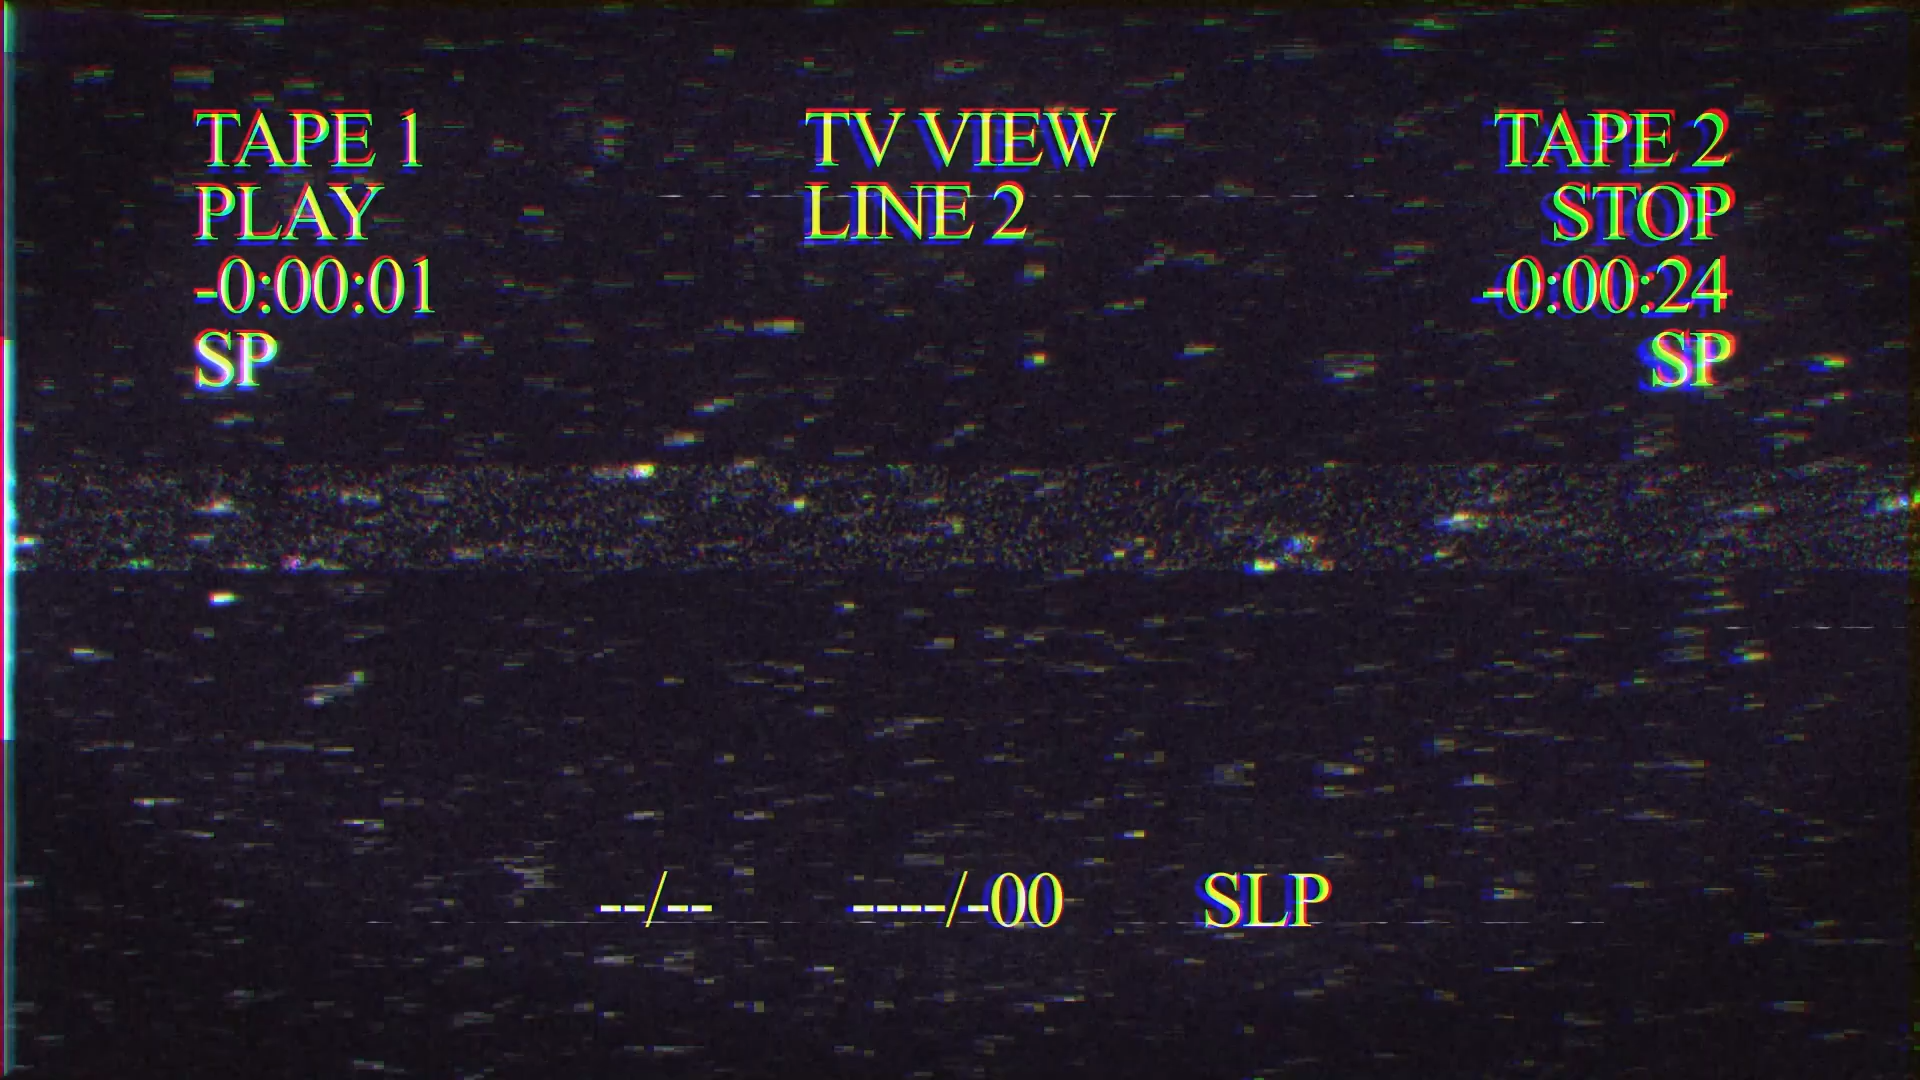 TAPE 1
PLAY
-0:00:01
SP
TV VIEW
LINE 2
TAPE 2
STOP
-0:00:24
SP
--/-- ----/-00 SLP